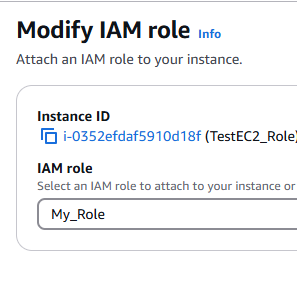 Modify IAM role Info
Attach an IAM role to your instance.
Instance ID
i-0352efdaf5910d18f (TestEC2_Role)
IAM role
Select an IAM role to attach to your instance or
My_Role